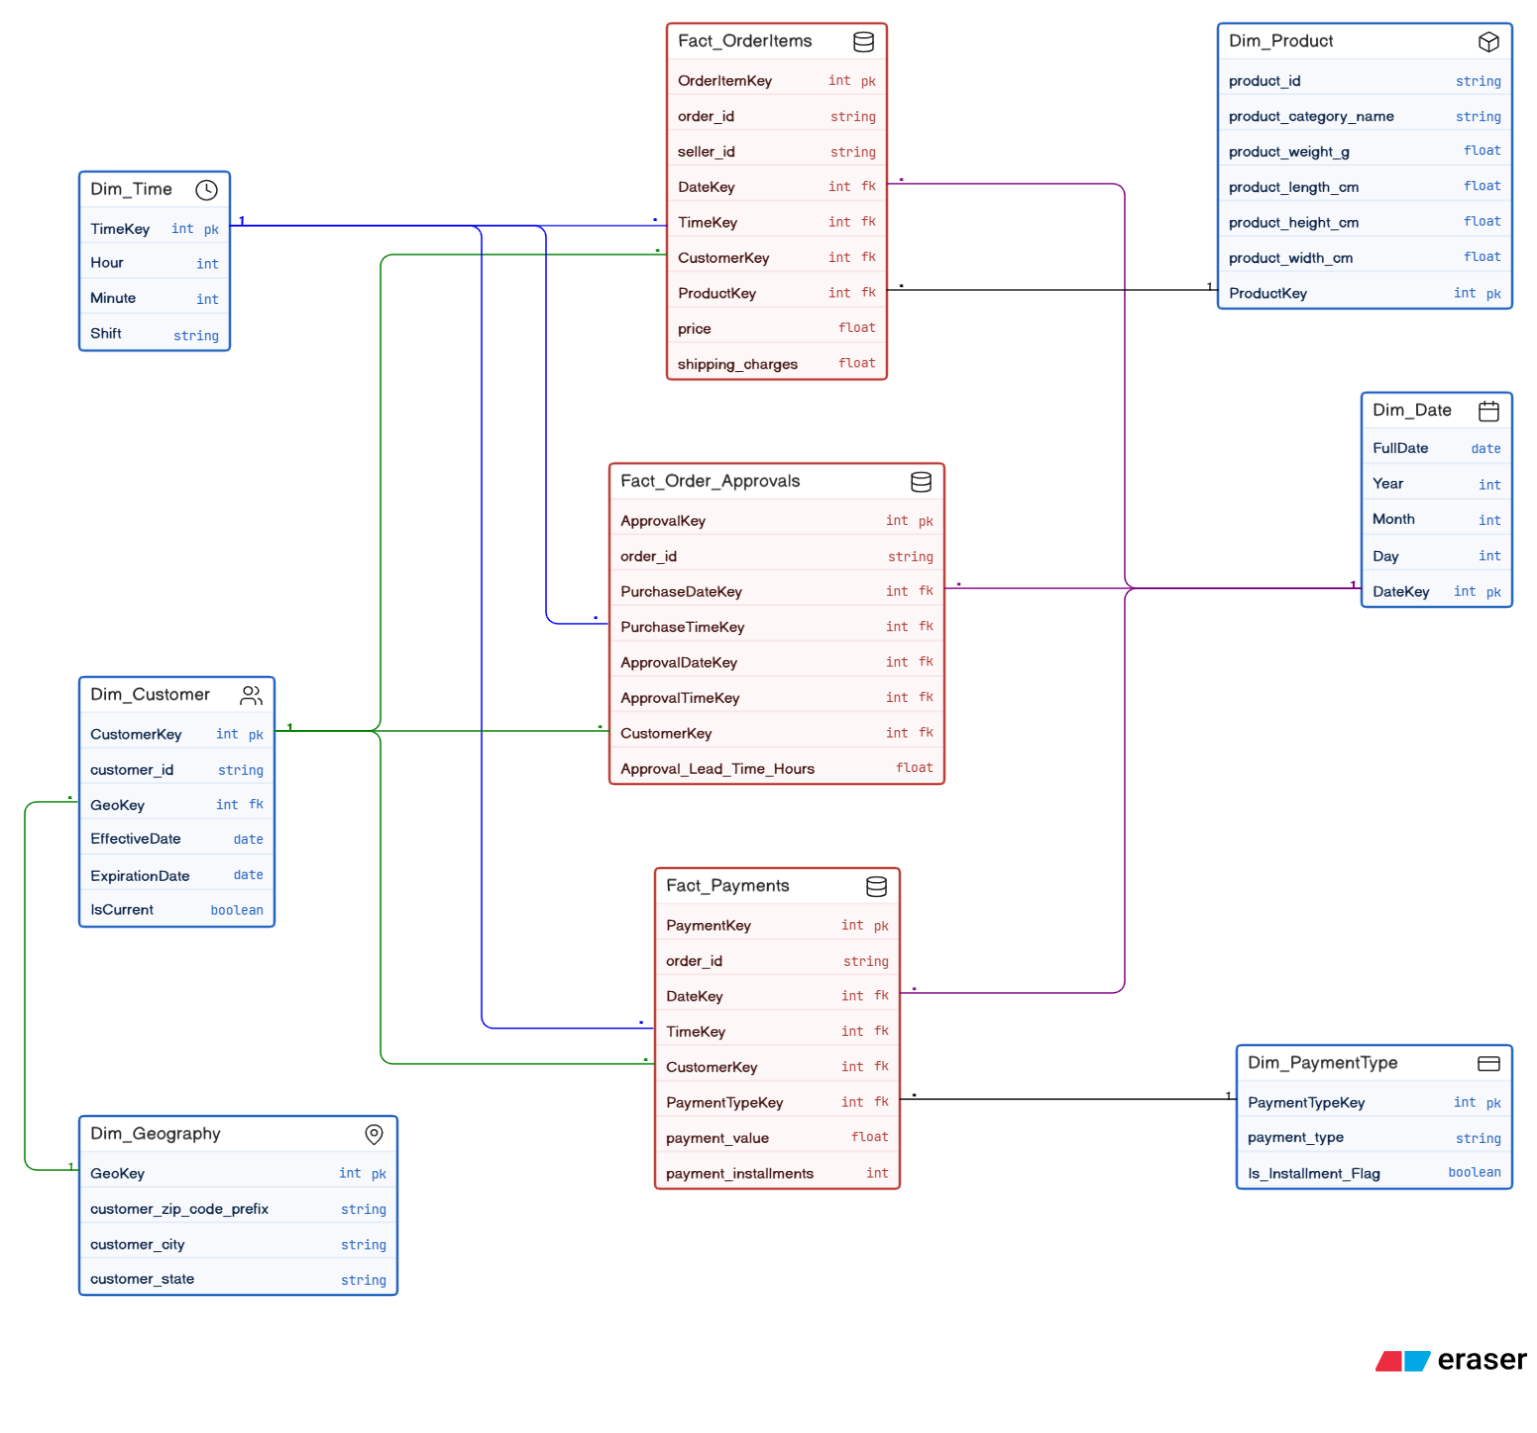 Fact_OrderItems
OrderItemKey int pk
order_id string
seller_id string
DateKey int fk
TimeKey int fk
CustomerKey int fk
ProductKey int fk
price float
shipping_charges float
Dim_Product
product_id string
product_category_name string
product_weight_g float
product_length_cm float
product_height_cm float
product_width_cm float
ProductKey int pk
Dim_Time
TimeKey int pk
Hour int
Minute int
Shift string
1
1
Dim_Date
FullDate date
Year int
Month int
Day int
DateKey int pk
1
Fact_Order_Approvals
ApprovalKey int pk
order_id string
PurchaseDateKey int fk
PurchaseTimeKey int fk
ApprovalDateKey int fk
ApprovalTimeKey int fk
CustomerKey int fk
Approval_Lead_Time_Hours float
Dim_Customer
CustomerKey int pk
customer_id string
GeoKey int fk
EffectiveDate date
ExpirationDate date
IsCurrent boolean
1
Fact_Payments
PaymentKey int pk
order_id string
DateKey int fk
TimeKey int fk
CustomerKey int fk
PaymentTypeKey int fk
payment_value float
payment_installments int
Dim_PaymentType
PaymentTypeKey int pk
payment_type string
Is_Installment_Flag boolean
1
Dim_Geography
GeoKey int pk
customer_zip_code_prefix string
customer_city string
customer_state string
1
eraser